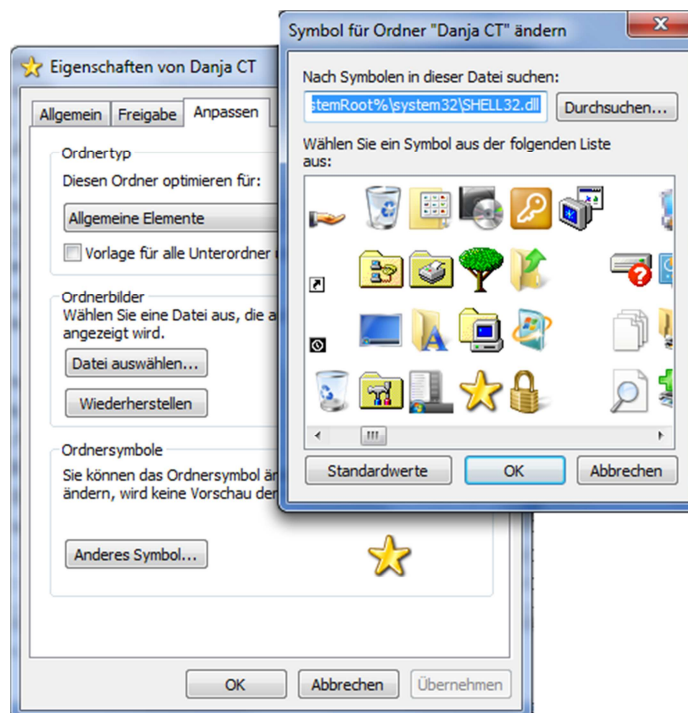 Symbol für Ordner "Danja CT" ändern
Nach Symbolen in dieser Datei suchen:
stemRoot%\system32\SHELL32.dll
Durchsuchen...
Wählen Sie ein Symbol aus der folgenden Liste
aus:
Standardwerte
OK
Abbrechen
Eigenschaften von Danja CT
Allgemein
Freigabe
Anpassen
Ordnertyp
Diesen Ordner optimieren für:
Allgemeine Elemente
Vorlage für alle Unterordner
Ordnerbilder
Wählen Sie eine Datei aus, die a
angezeigt wird.
Datei auswählen...
Wiederherstellen
Ordnersymbole
Sie können das Ordnersymbol än
ändern, wird keine Vorschau der
Anderes Symbol...
OK
Abbrechen
Übernehmen